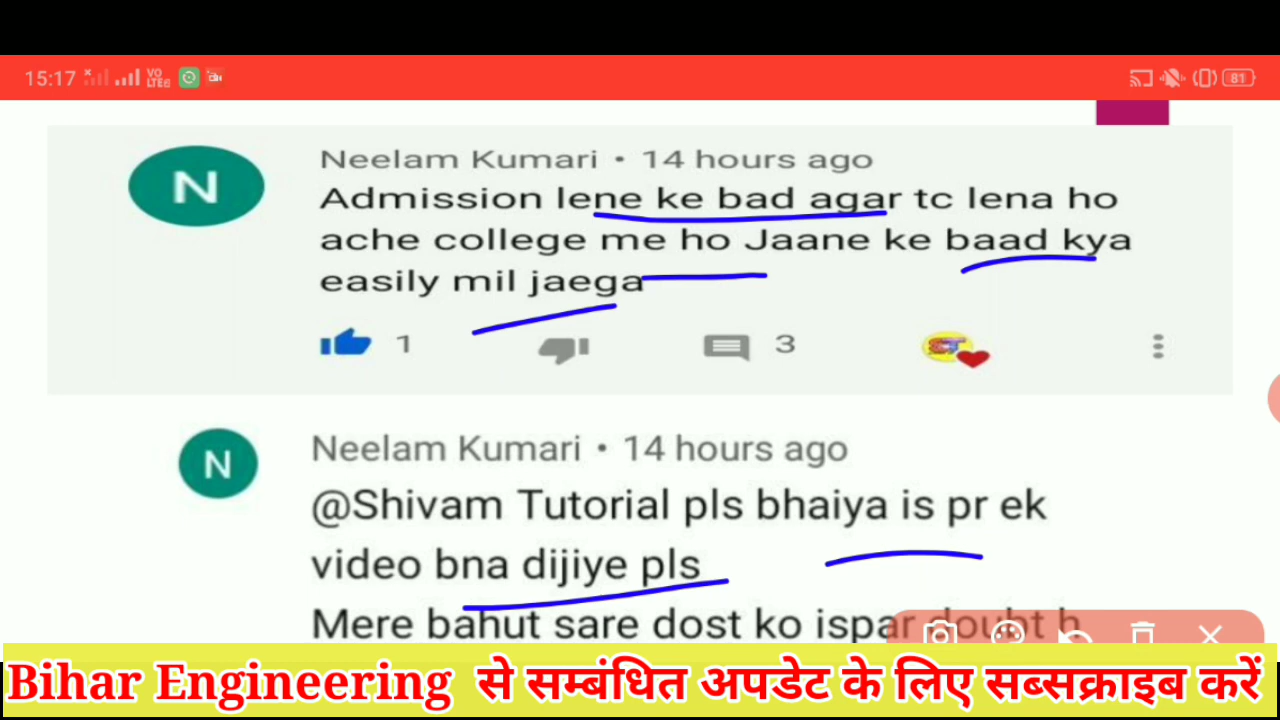 15:17 VO LTE 81
Neelam Kumari • 14 hours ago
N
Admission lene ke bad agar tc lena ho
ache college me ho Jaane ke baad kya
easily mil jaega
1 3
Neelam Kumari • 14 hours ago
N
@Shivam Tutorial pls bhaiya is pr ek
video bna dijiye pls
Mere bahut sare dost ko ispar doubt h
Bihar Engineering से सम्बंधित अपडेट के लिए सब्सक्राइब करें